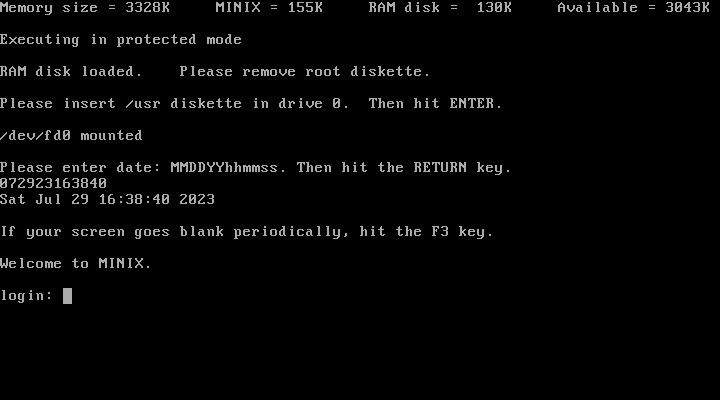 Memory size = 3328K     MINIX = 155K     RAM disk =  130K     Available = 3043K
Executing in protected mode
RAM disk loaded.    Please remove root diskette.
Please insert /usr diskette in drive 0.  Then hit ENTER.
/dev/fd0 mounted
Please enter date: MMDDYYhhmmss. Then hit the RETURN key.
072923163840
Sat Jul 29 16:38:40 2023
If your screen goes blank periodically, hit the F3 key.
Welcome to MINIX.
login: